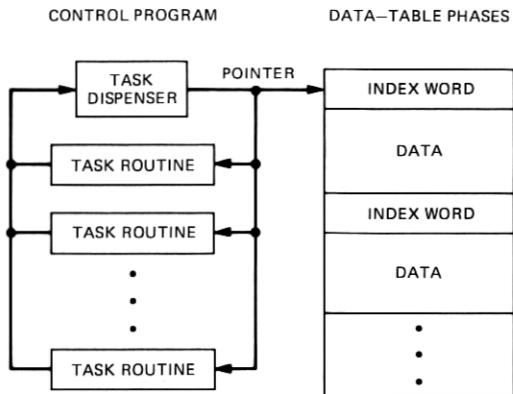 CONTROL PROGRAM
DATA–TABLE PHASES
TASK
DISPENSER
POINTER
INDEX WORD
TASK ROUTINE
DATA
TASK ROUTINE
INDEX WORD
DATA
TASK ROUTINE